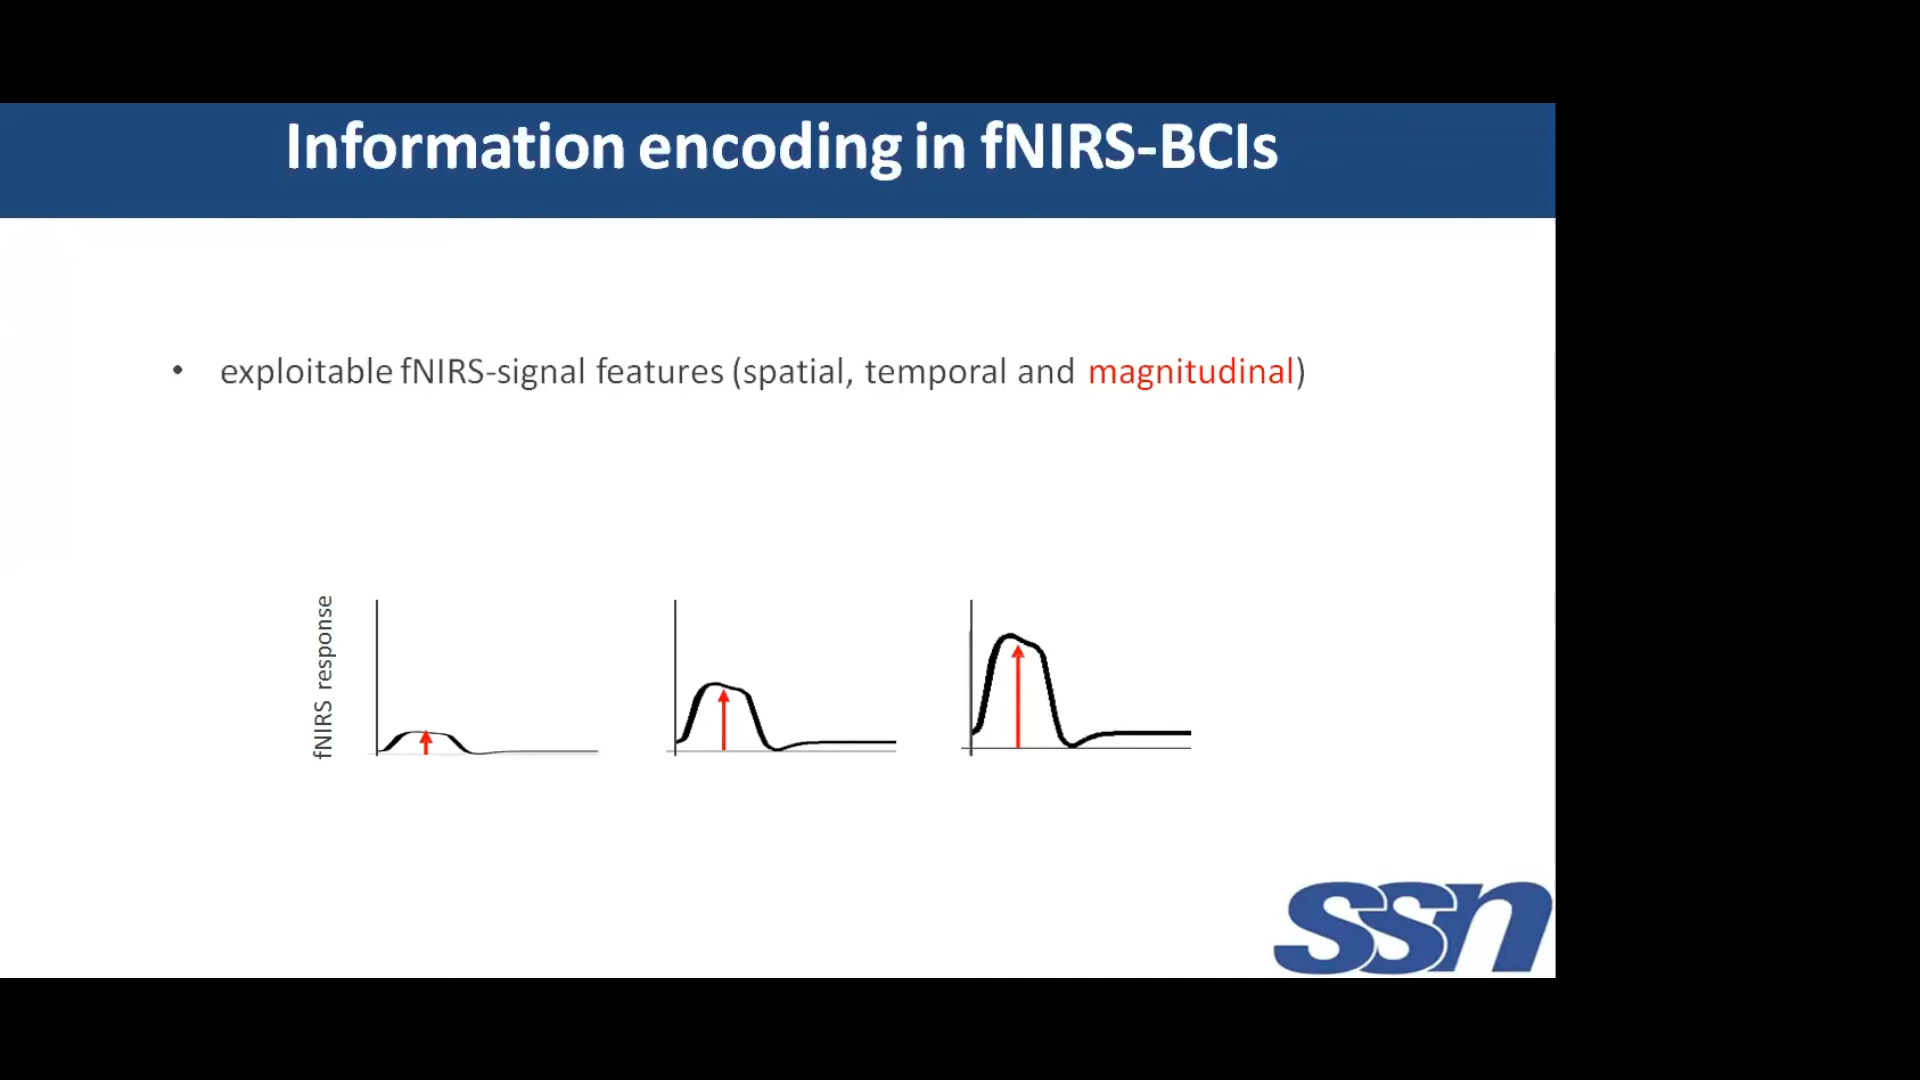 Information encoding in fNIRS-BCIs
• exploitable fNIRS-signal features (spatial, temporal and magnitudinal)
fNIRS response
ssn